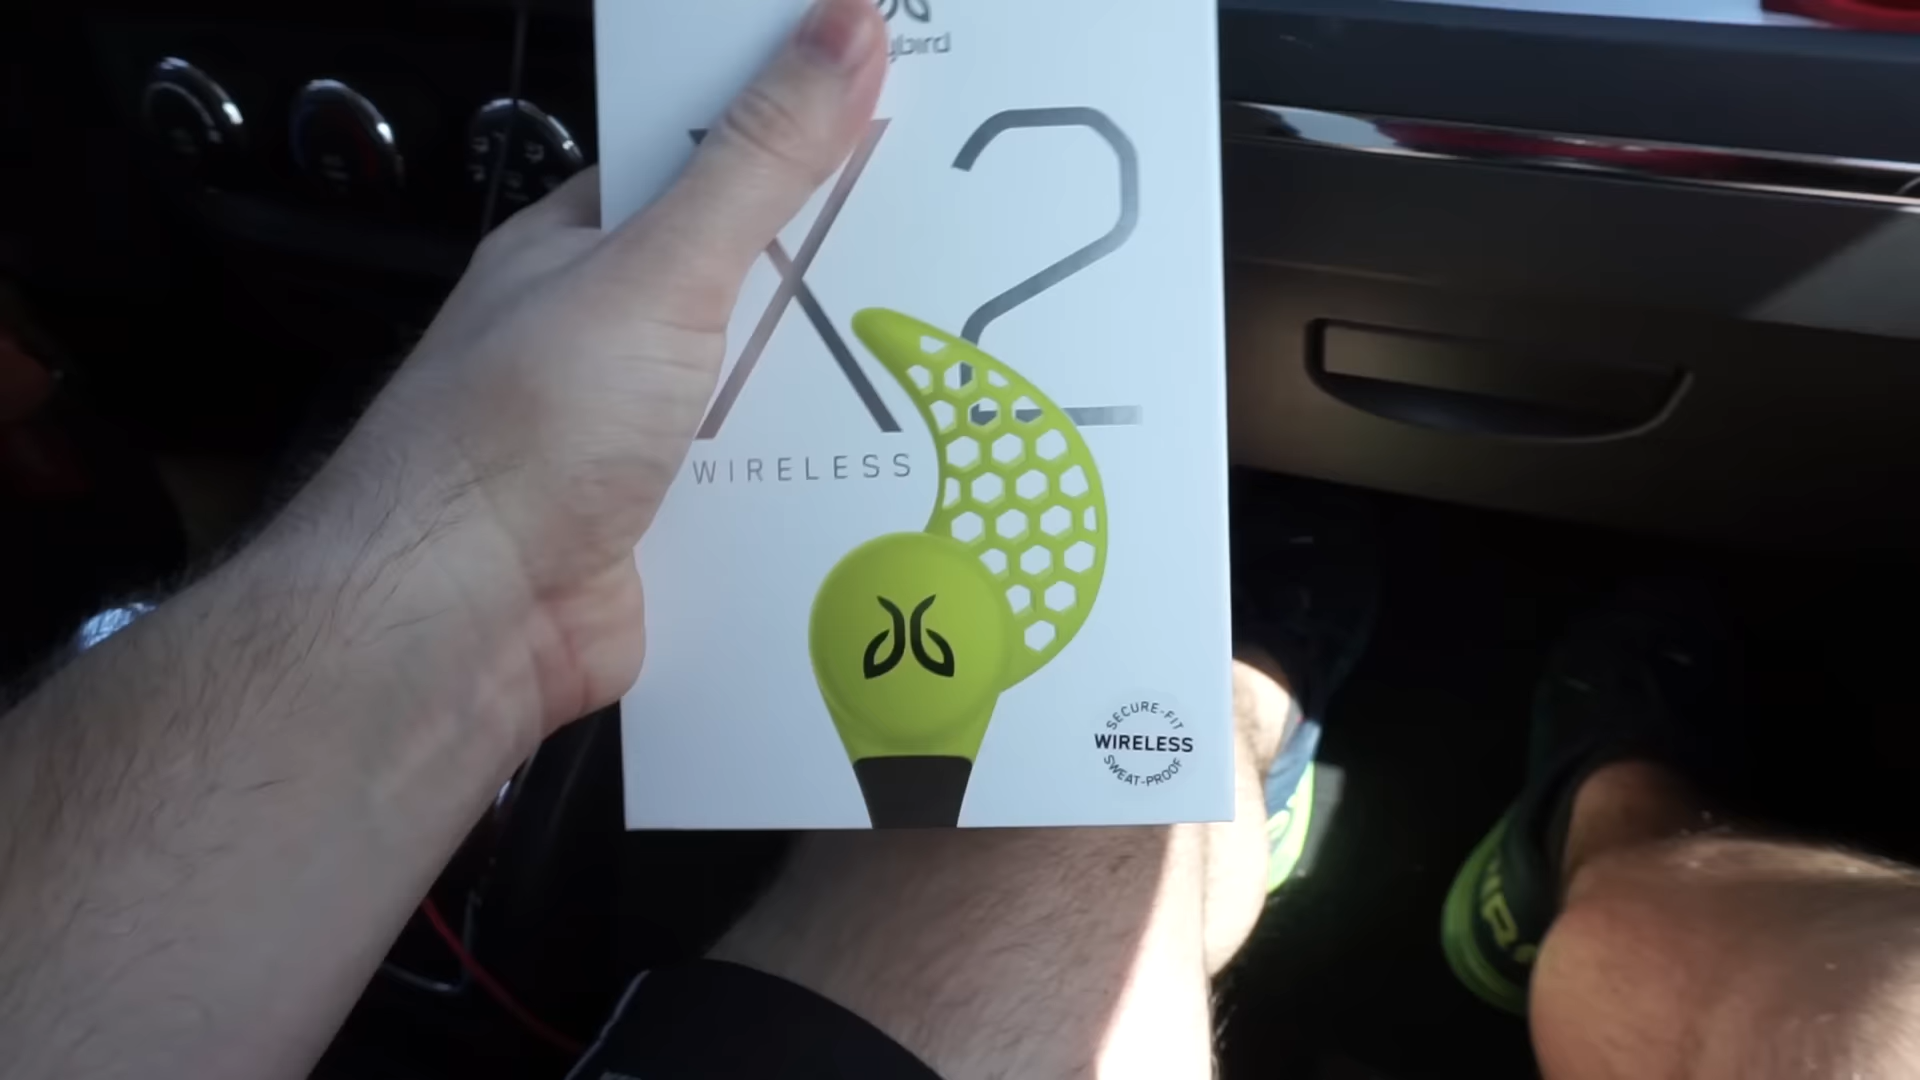 X2
WIRELESS
SECURE-FIT
WIRELESS
SWEAT-PROOF